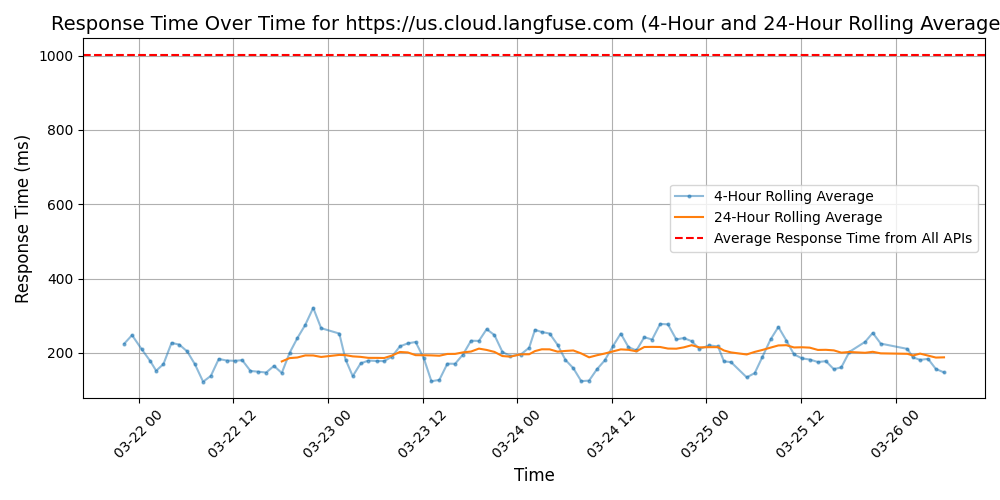 Response Time Over Time for https://us.cloud.langfuse.com (4-Hour and 24-Hour Rolling Average
Response Time (ms)
1000
800
600
400
200
4-Hour Rolling Average
24-Hour Rolling Average
Average Response Time from All APIs
03-22 00
03-22 12
03-23 00
03-23 12
03-24 00
03-24 12
03-25 00
03-25 12
03-26 00
Time